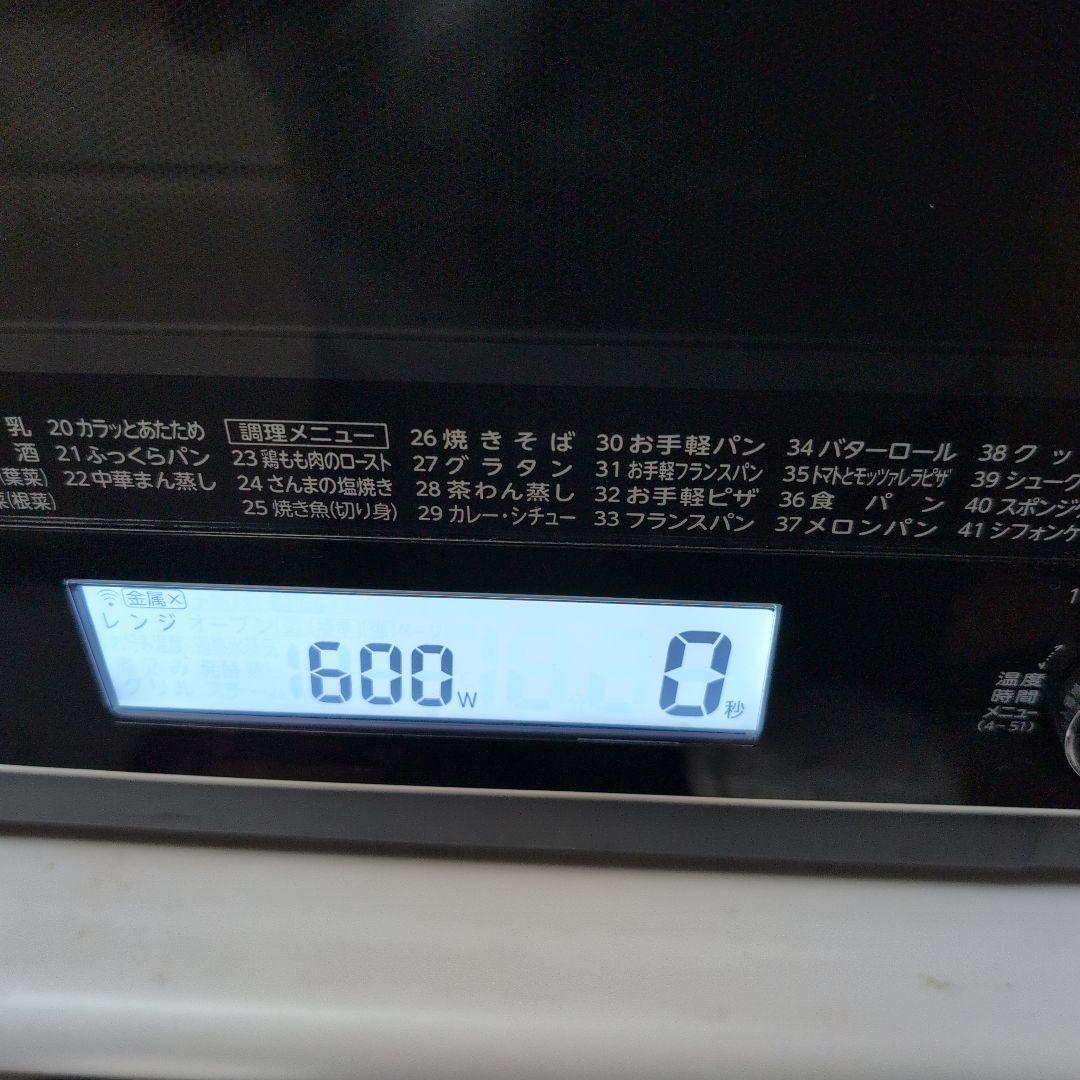 乳 20 カラッとあたため 調理メニュー 26 焼きそば 30 お手軽パン 34 バターロール 38 クッ
酒 21 ふっくらパン 23 鶏もも肉のロースト 27 グラタン 31 お手軽フランスパン 35 トマトとモッツァレラピザ 39 シューク
(葉菜) 22 中華まん蒸し 24 さんまの塩焼き 28 茶わん蒸し 32 お手軽ピザ 36 食パン 40 スポンジケ
菜(根菜) 25 焼き魚(切り身) 29 カレー・シチュー 33 フランスパン 37 メロンパン 41 シフォンケ
金属×
レンジ オーブン
600W 0秒
温度
時間
メニュー
(4~51)